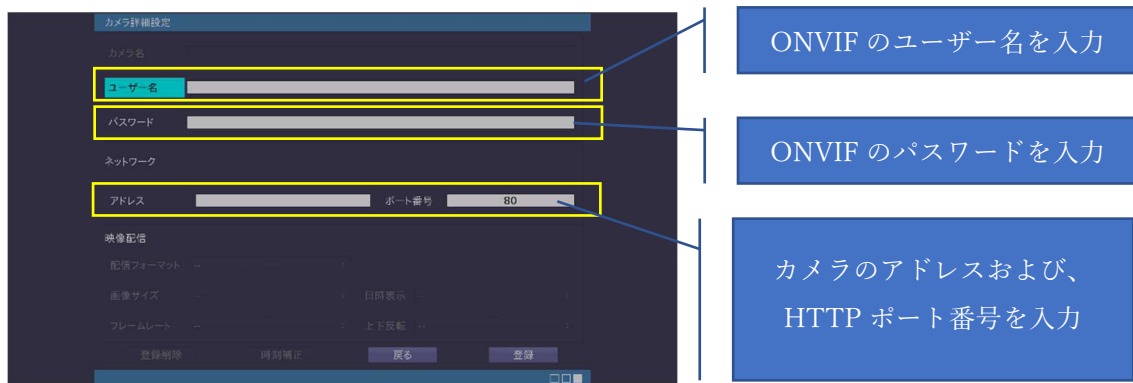 カメラ詳細設定
カメラ名
ユーザー名
パスワード
ネットワーク
アドレス
ポート番号 80
映像配信
配信フォーマット --
画像サイズ -- 日時表示 --
フレームレート -- 上下反転 --
登録削除 時刻補正 戻る 登録
ONVIF のユーザー名を入力
ONVIF のパスワードを入力
カメラのアドレスおよび、
HTTP ポート番号を入力